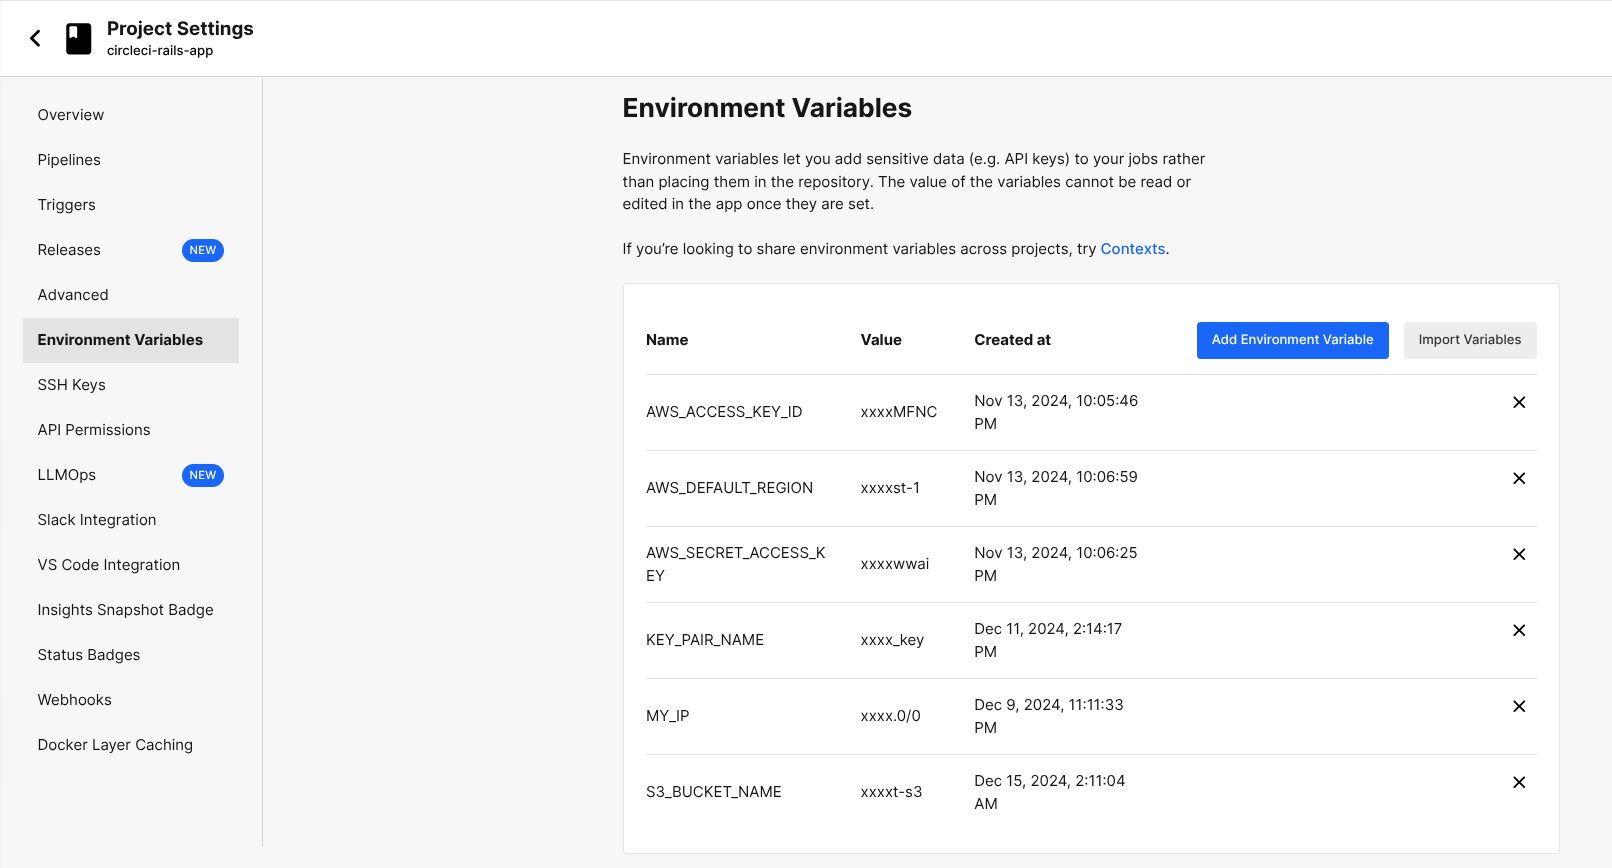 Project Settings
circleci-rails-app
Overview
Pipelines
Triggers
Releases NEW
Advanced
Environment Variables
SSH Keys
API Permissions
LLMOps NEW
Slack Integration
VS Code Integration
Insights Snapshot Badge
Status Badges
Webhooks
Docker Layer Caching
Environment Variables
Environment variables let you add sensitive data (e.g. API keys) to your jobs rather
than placing them in the repository. The value of the variables cannot be read or
edited in the app once they are set.
If you’re looking to share environment variables across projects, try Contexts.
Name Value Created at Add Environment Variable Import Variables
AWS_ACCESS_KEY_ID xxxxMFNC Nov 13, 2024, 10:05:46
PM
AWS_DEFAULT_REGION xxxxst-1 Nov 13, 2024, 10:06:59
PM
AWS_SECRET_ACCESS_K
EY xxxxwwai Nov 13, 2024, 10:06:25
PM
KEY_PAIR_NAME xxxx_key Dec 11, 2024, 2:14:17
PM
MY_IP xxxx.0/0 Dec 9, 2024, 11:11:33
PM
S3_BUCKET_NAME xxxxt-s3 Dec 15, 2024, 2:11:04
AM